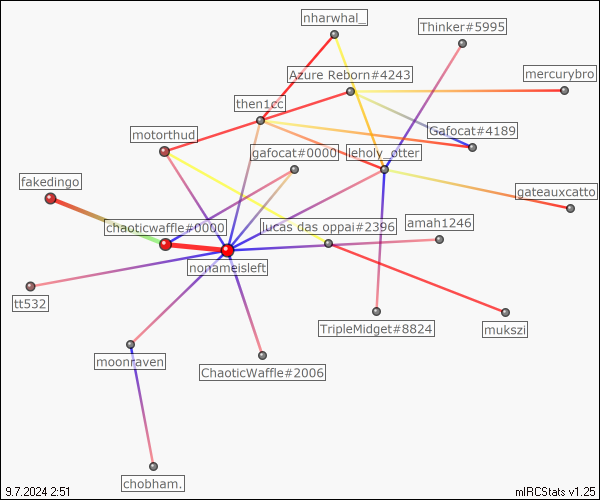 nharwhal_
Thinker#5995
Azure Reborn#4243
mercurybro
then1cc
motorthud
Gafocat#4189
gafocat#0000
leholy_øtter
fakedingo
gateauxcatto
chaoticwaffle#0000
lucas das oppai#2396
amah1246
nonameisleft
tt532
TripleMidget#8824
mukszi
moonraven
ChaoticWaffle#2006
chobham.
9.7.2024 2:51
mIRCStats v1.25